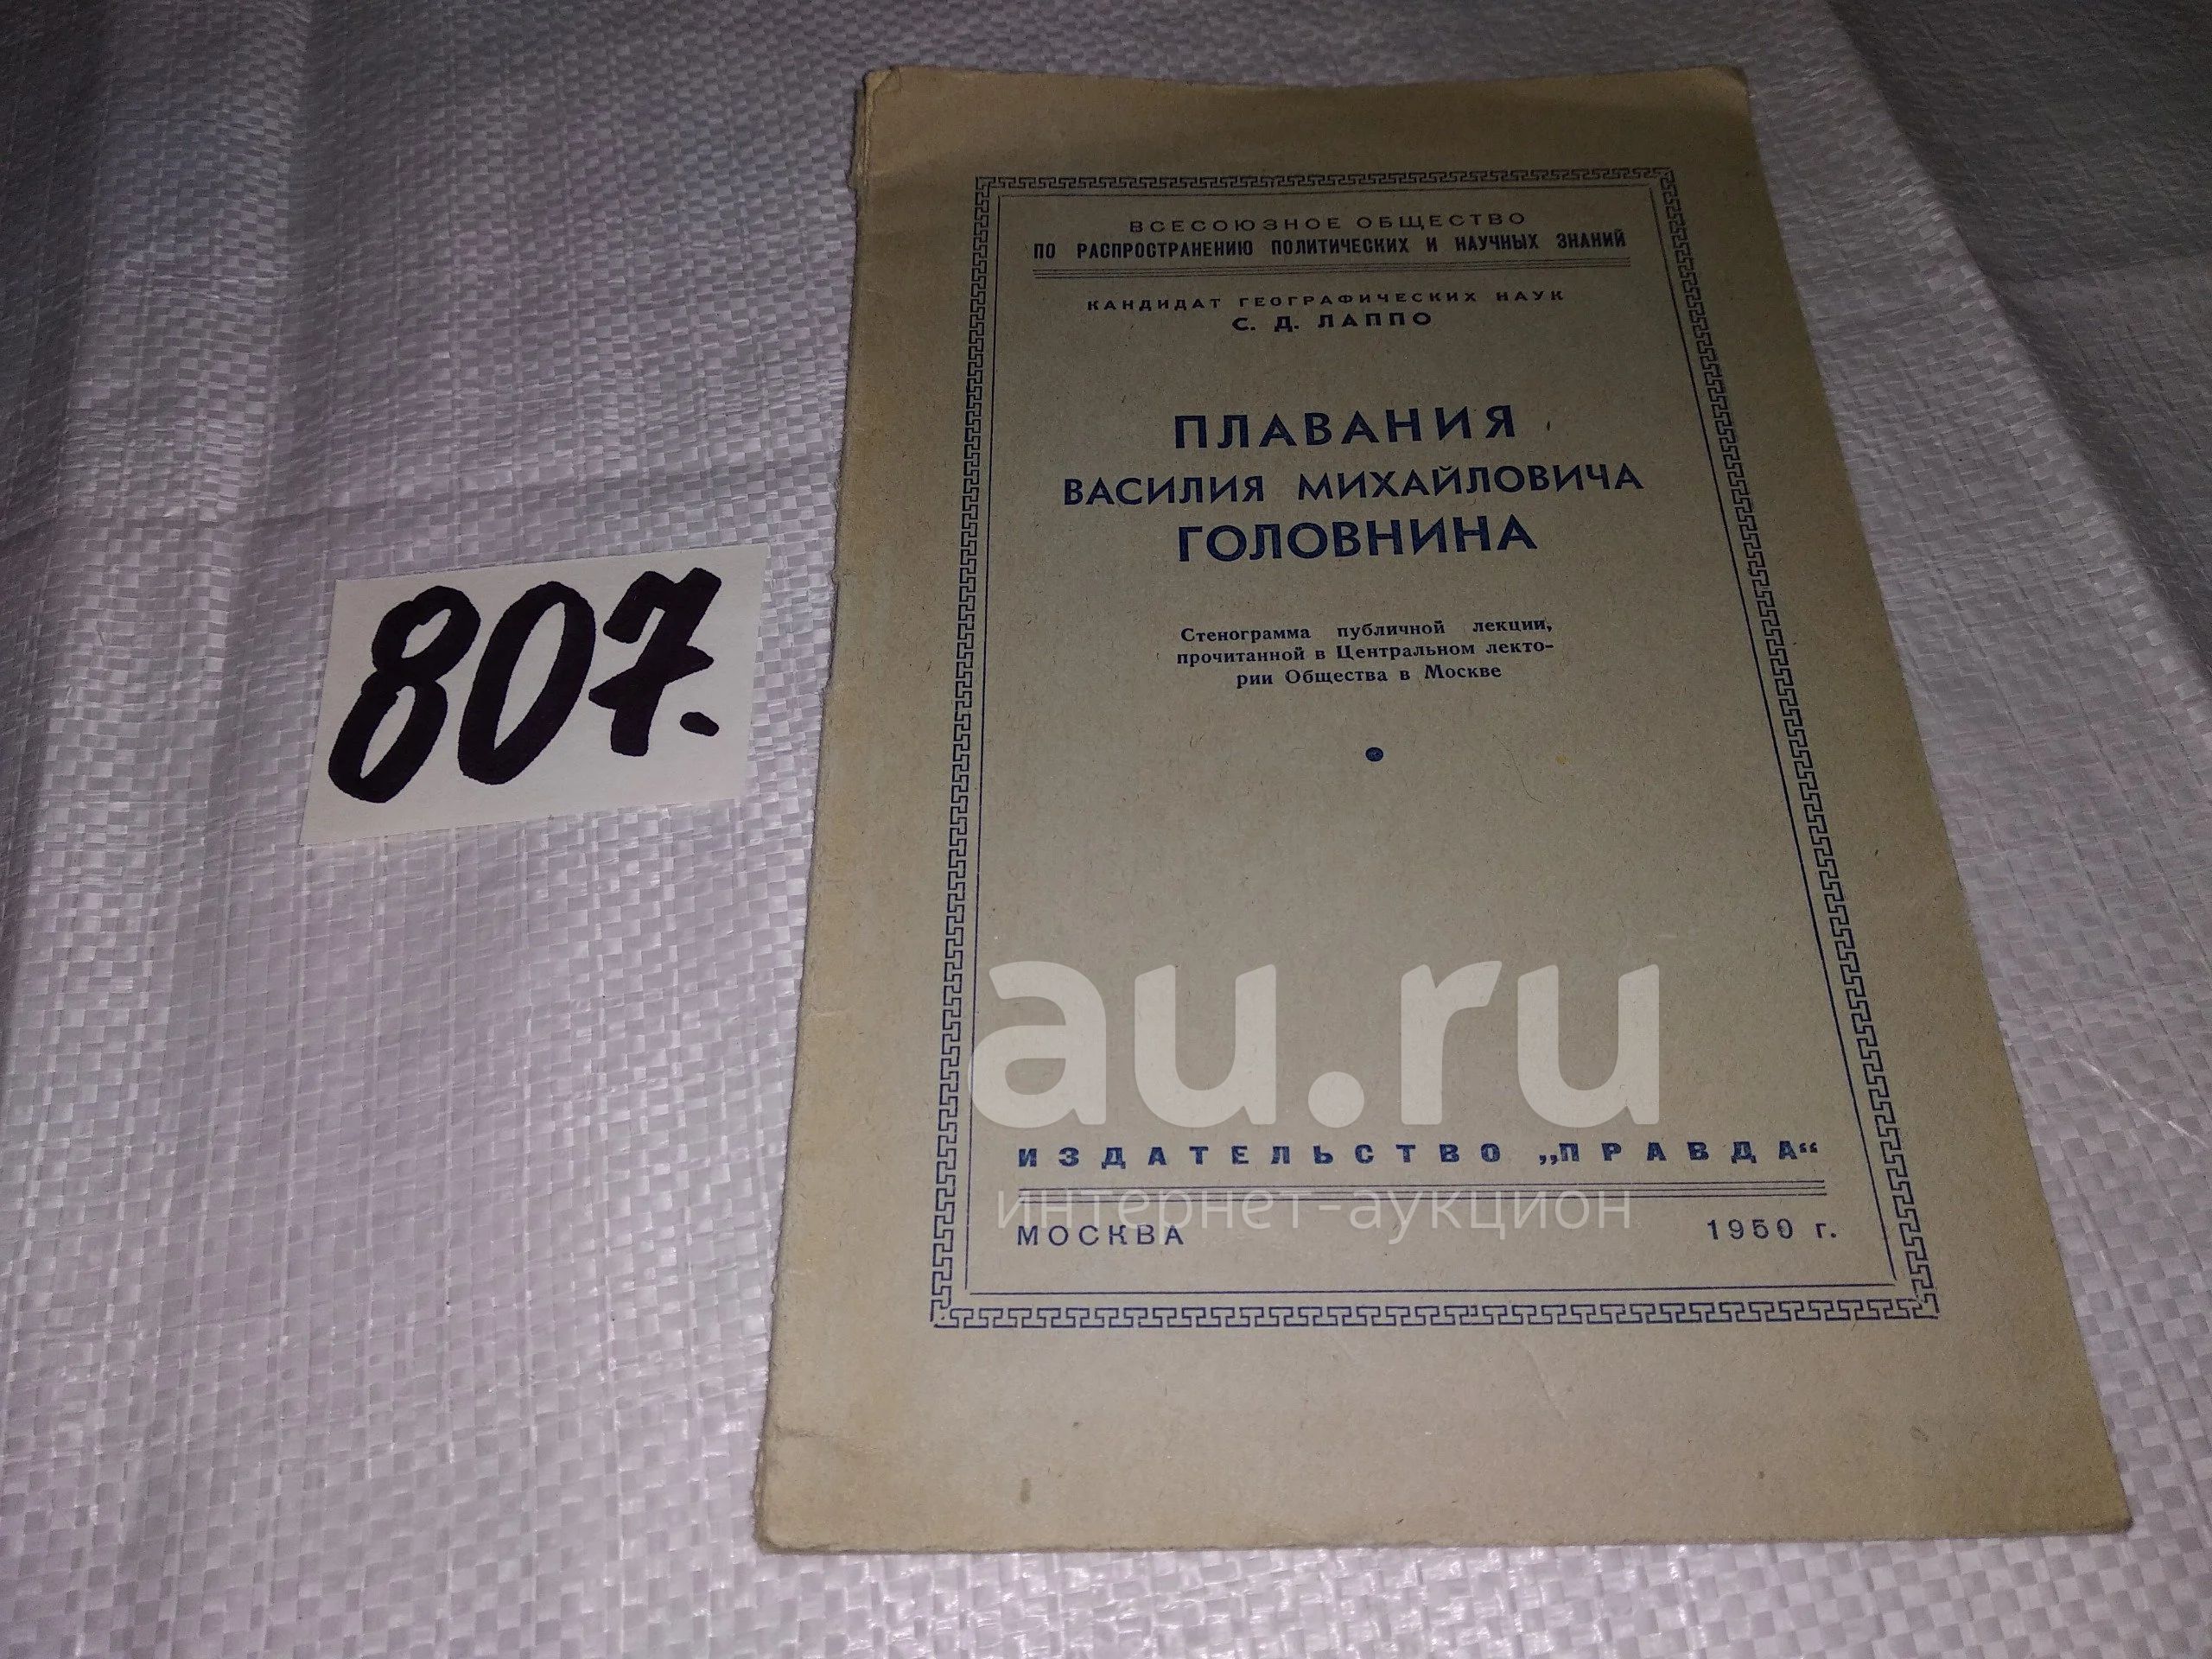 ВСЕСОЮЗНОЕ ОБЩЕСТВО
ПО РАСПРОСТРАНЕНИЮ ПОЛИТИЧЕСКИХ И НАУЧНЫХ ЗНАНИЙ
КАНДИДАТ ГЕОГРАФИЧЕСКИХ НАУК
С. Д. ЛАППО
ПЛАВАНИЯ
ВАСИЛИЯ МИХАЙЛОВИЧА
ГОЛОВНИНА
Стенограмма публичной лекции,
прочитанной в Центральном лекто-
рии Общества в Москве
807.
au.ru
ИЗДАТЕЛЬСТВО „ПРАВДА“
интернет-аукцион
МОСКВА 1950 г.